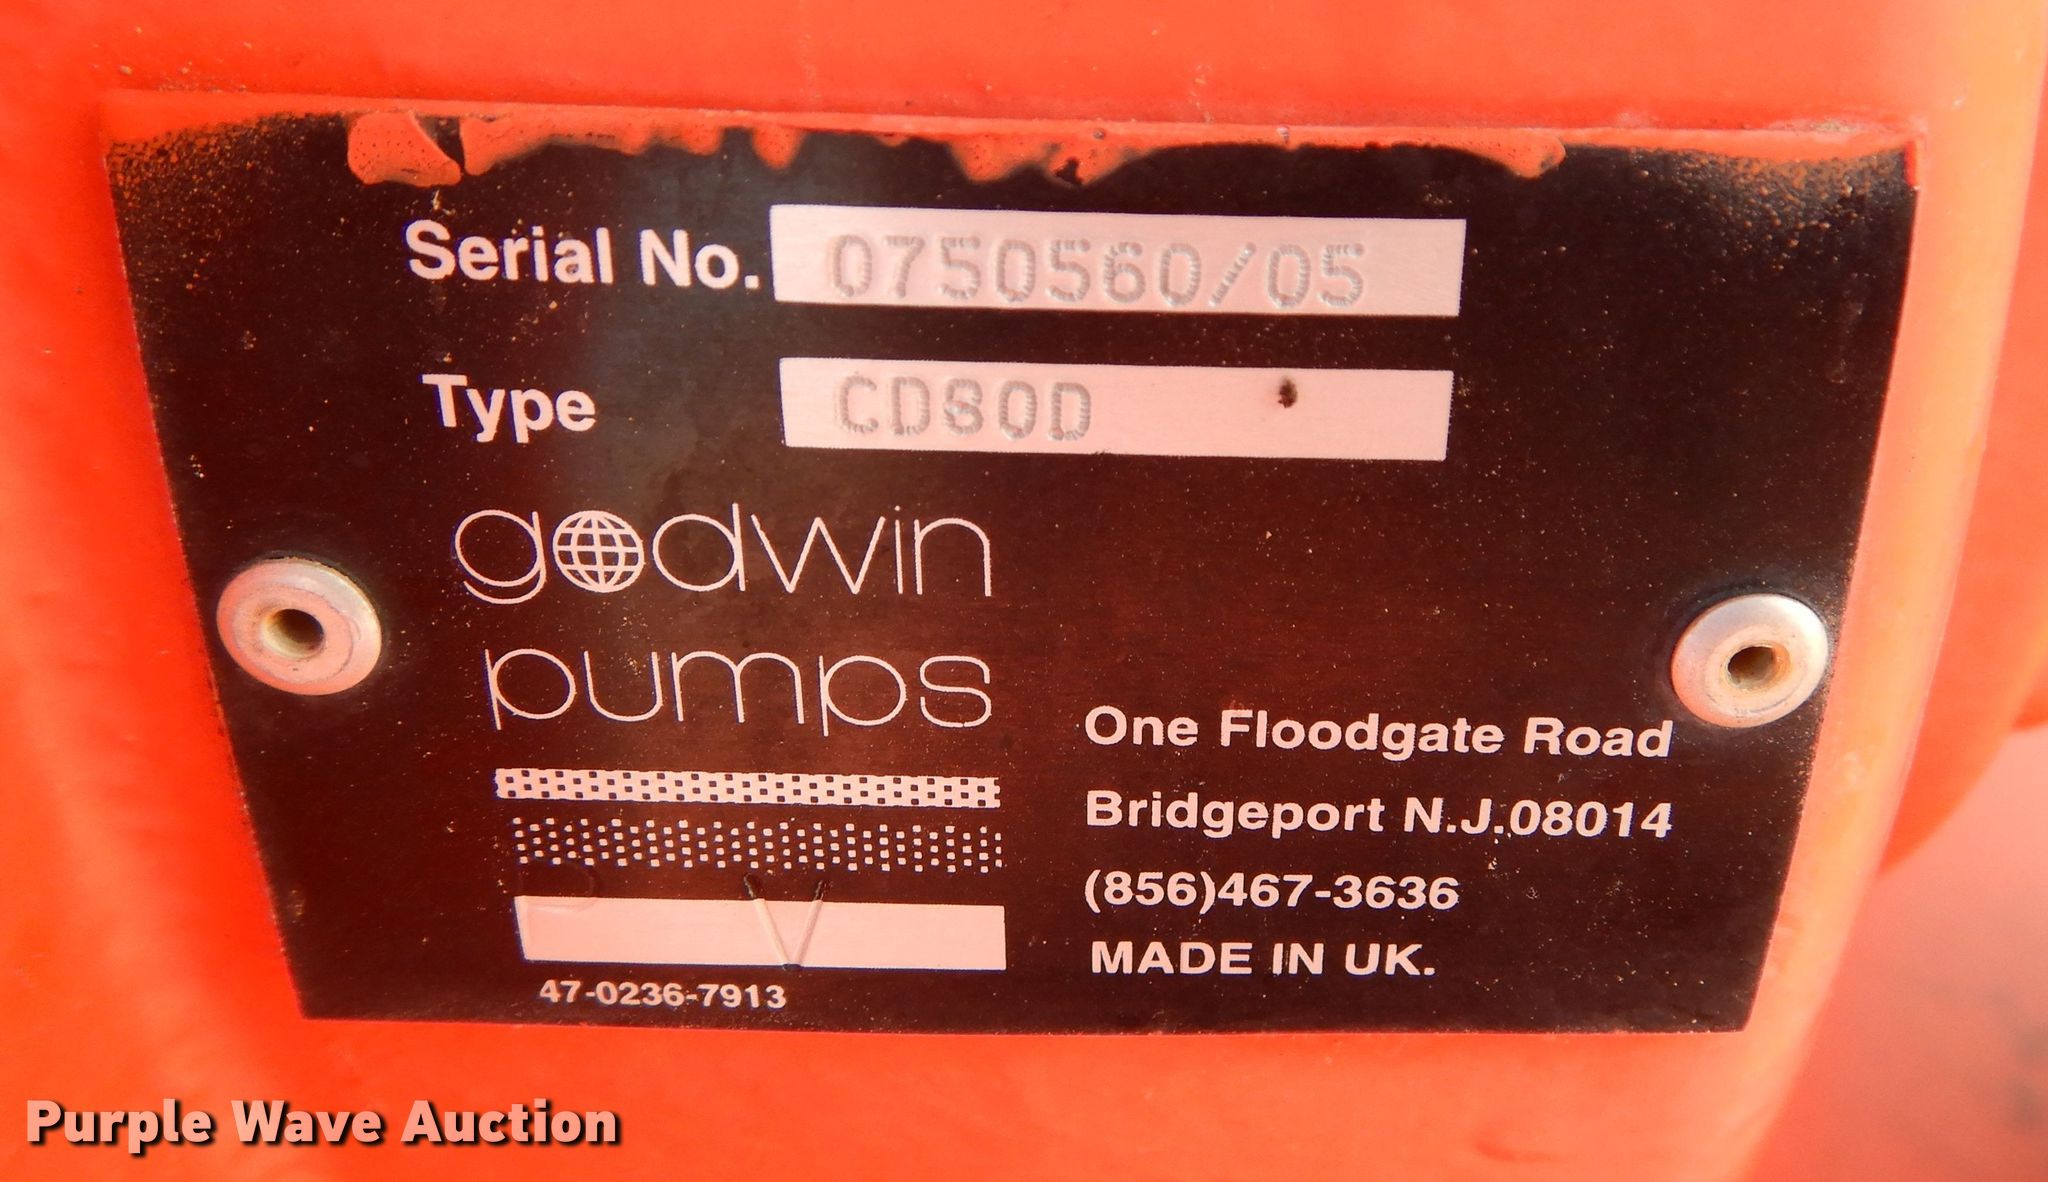 Serial No. 0750560/05
Type CD80D
godwin
pumps
One Floodgate Road
Bridgeport N.J.08014
(856)467-3636
MADE IN UK.
V
47-0236-7913
Purple Wave Auction